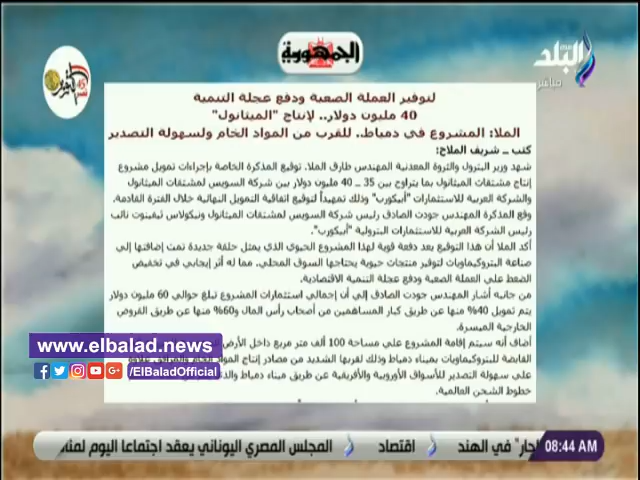 الجمهورية
البلد
مباشر
لتوفير العملة الصعبة ودفع عجلة التنمية
40 مليون دولار.. لإنتاج "الميثانول"
الملا: المشروع في دمياط.. للقرب من المواد الخام ولسهولة التصدير
كتب ــ شريف الملاح:
شهد وزير البترول والثروة المعدنية المهندس طارق الملا. توقيع المذكرة الخاصة بإجراءات تمويل مشروع
إنتاج مشتقات الميثانول بما يتراوح بين 35 ــ 40 مليون دولار بين شركة السويس لمشتقات الميثانول
والشركة العربية للاستثمارات "أبيكورب" وذلك تمهيداً لتوقيع اتفاقية التمويل النهائية خلال الفترة القادمة.
وقع المذكرة المهندس جودت الصادق رئيس شركة السويس لمشتقات الميثانول ونيكولاس ثيفينوت نائب
رئيس الشركة العربية للاستثمارات البترولية "أبيكورب".
أكد الملا أن هذا التوقيع يعد دفعة قوية لهذا المشروع الحيوي الذي يمثل حلقة جديدة تمت إضافتها إلي
صناعة البتروكيماويات لتوفير منتجات حيوية يحتاجها السوق المحلي.. مما له أثر إيجابي في تخفيض
الضغط علي العملة الصعبة ودفع عجلة التنمية الاقتصادية.
من جانبه أشار المهندس جودت الصادق إلي أن إجمالي استثمارات المشروع تبلغ حوالي 60 مليون دولار
يتم تمويل 40% منها عن طريق كبار المساهمين من أصحاب رأس المال و60% منها عن طريق القروض
الخارجية الميسرة.
أضاف أنه سيتم إقامة المشروع علي مساحة 100 ألف متر مربع داخل الأرض
القابضة للبتروكيماويات بميناء دمياط وذلك لقربها الشديد من مصادر إنتاج المواد الخام
علي سهولة التصدير للأسواق الأوروبية والأفريقية عن طريق ميناء دمياط
خطوط الشحن العالمية.
www.elbalad.news
/ElBaladOfficial
08:44 AM
الحار" في الهند
اقتصاد
المجلس المصري اليوناني يعقد اجتماعا اليوم